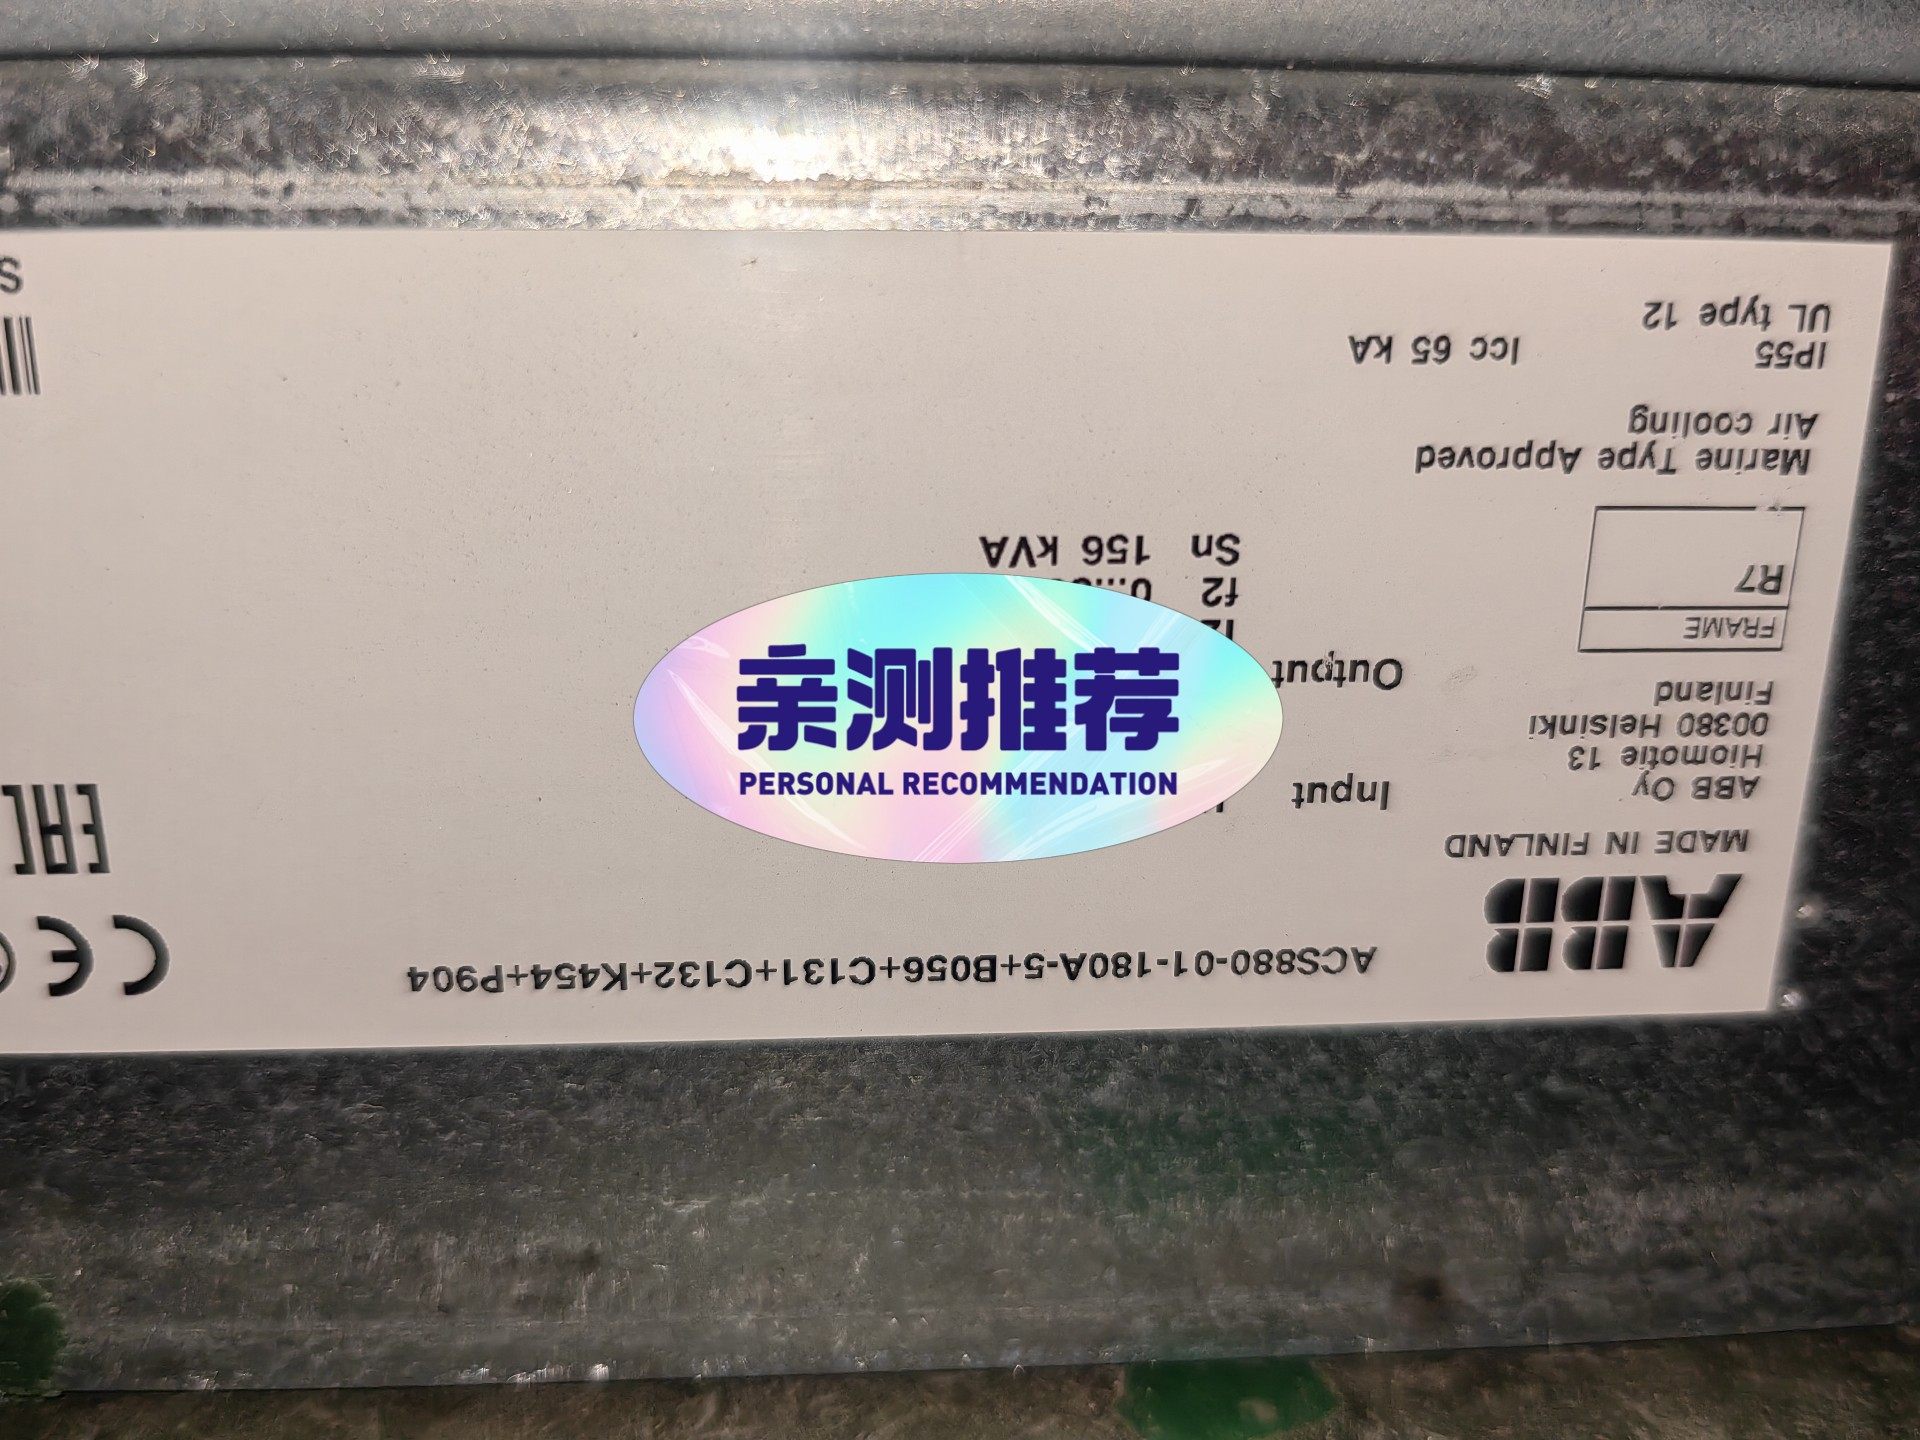 ACS880-01-180A-5+B056+C131+C132+K454+P904
ABB
MADE IN FINLAND
ABB Oy
Hiomotie 13
00380 Helsinki
Finland
FRAME
R7
Marine Type Approved
Air cooling
IP55
UL type 12
Icc 65 kA
Input
Output
f2
Sn 156 kVA
CE
EAC
S
亲测推荐
PERSONAL RECOMMENDATION